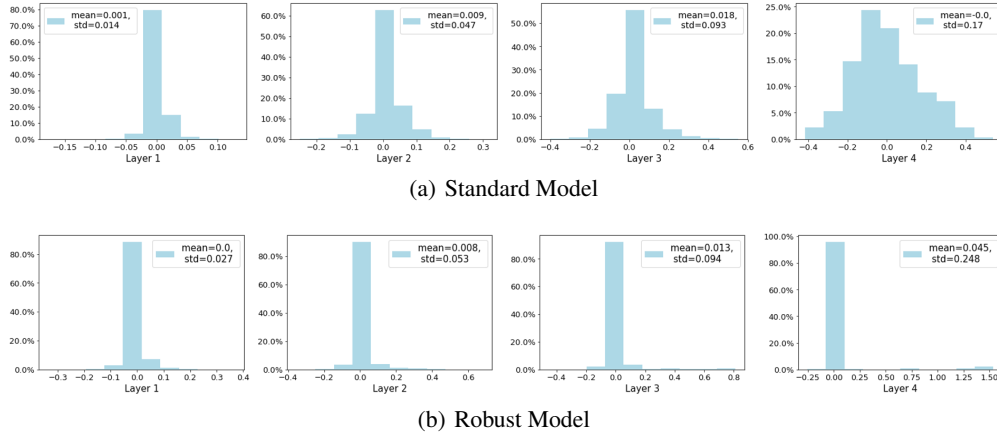 80.0%
70.0%
60.0%
50.0%
40.0%
30.0%
20.0%
10.0%
0.0%
mean=0.001,
std=0.014
−0.15 −0.10 −0.05 0.00 0.05 0.10
Layer 1
60.0%
50.0%
40.0%
30.0%
20.0%
10.0%
0.0%
mean=0.009,
std=0.047
−0.2 −0.1 0.0 0.1 0.2 0.3
Layer 2
50.0%
40.0%
30.0%
20.0%
10.0%
0.0%
mean=0.018,
std=0.093
−0.4 −0.2 0.0 0.2 0.4 0.6
Layer 3
25.0%
20.0%
15.0%
10.0%
5.0%
0.0%
mean=-0.0,
std=0.17
−0.4 −0.2 0.0 0.2 0.4
Layer 4
(a) Standard Model
80.0%
60.0%
40.0%
20.0%
0.0%
mean=0.0,
std=0.027
−0.3 −0.2 −0.1 0.0 0.1 0.2 0.3 0.4
Layer 1
80.0%
60.0%
40.0%
20.0%
0.0%
mean=0.008,
std=0.053
−0.4 −0.2 0.0 0.2 0.4 0.6
Layer 2
80.0%
60.0%
40.0%
20.0%
0.0%
mean=0.013,
std=0.094
−0.4 −0.2 0.0 0.2 0.4 0.6 0.8
Layer 3
100.0%
80.0%
60.0%
40.0%
20.0%
0.0%
mean=0.045,
std=0.248
−0.25 0.00 0.25 0.50 0.75 1.00 1.25 1.50
Layer 4
(b) Robust Model